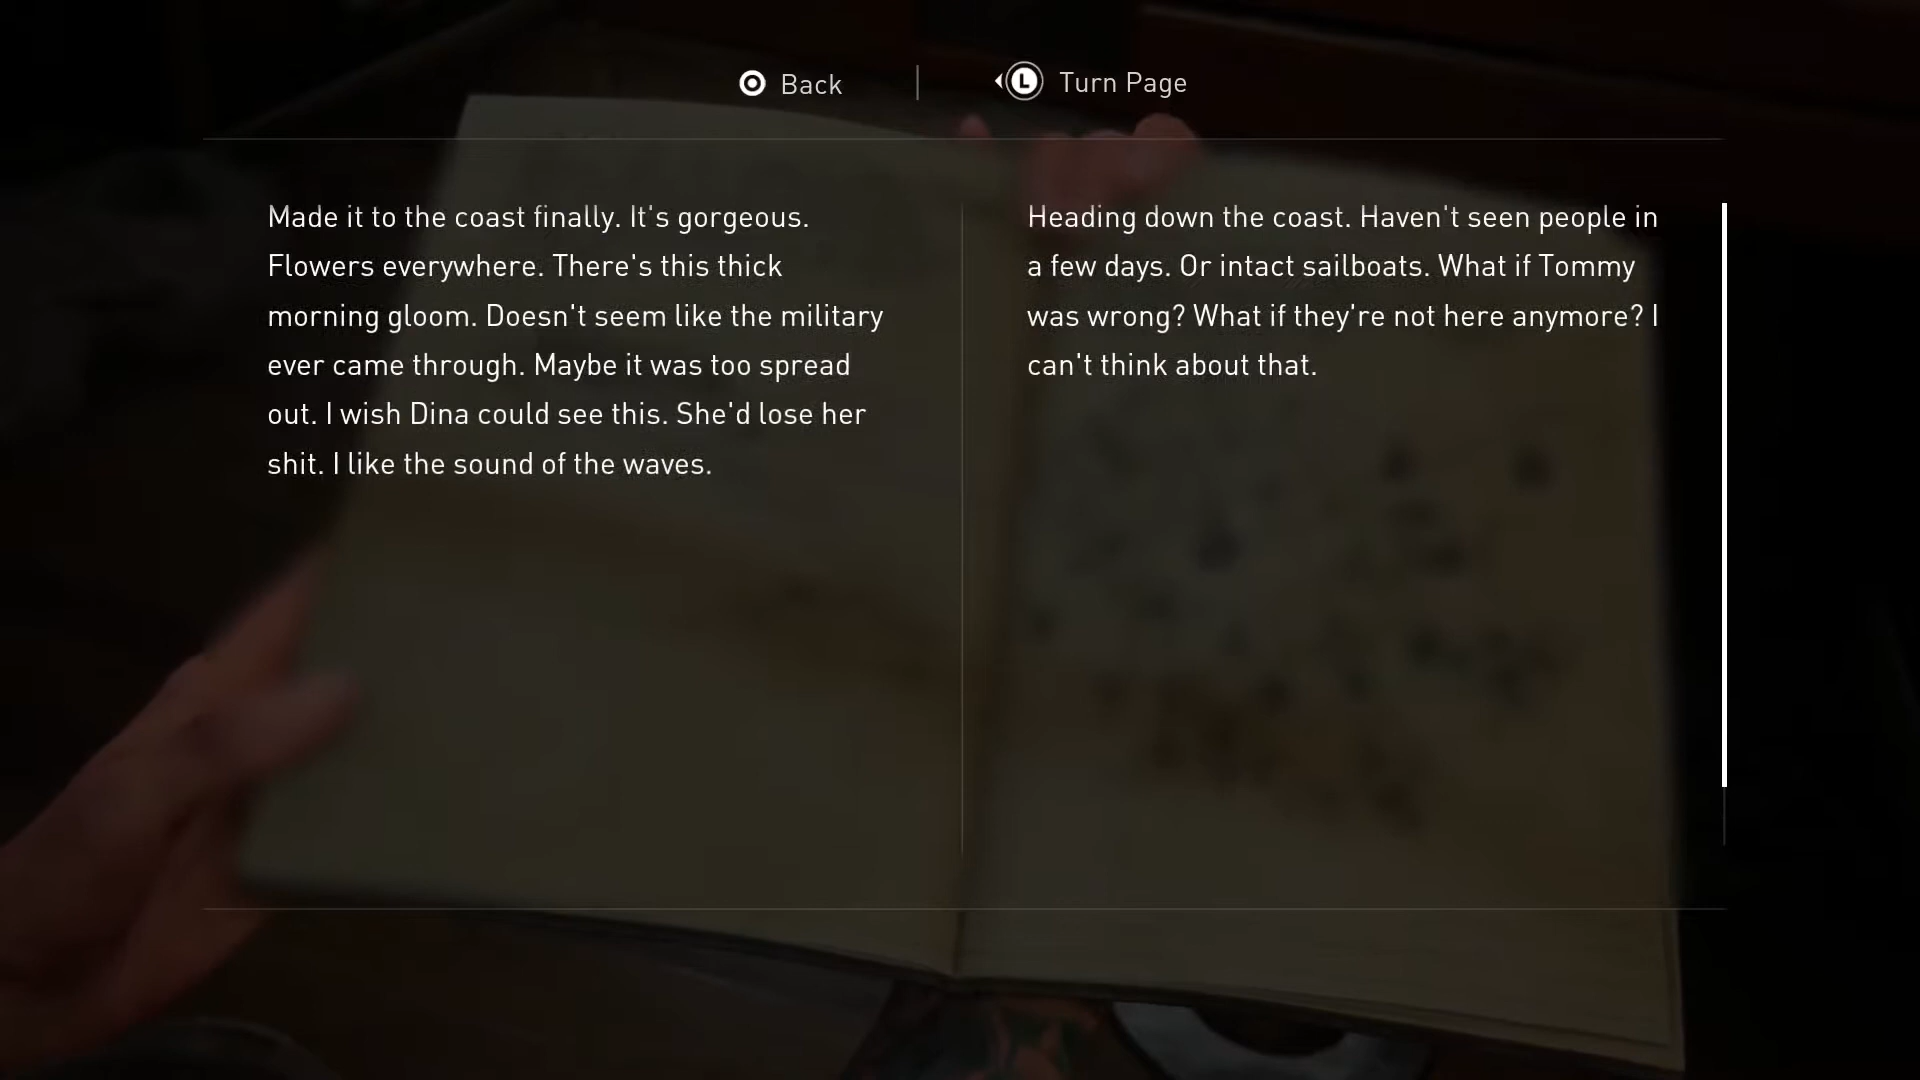 Back
L Turn Page
Made it to the coast finally. It's gorgeous.
Flowers everywhere. There's this thick
morning gloom. Doesn't seem like the military
ever came through. Maybe it was too spread
out. I wish Dina could see this. She'd lose her
shit. I like the sound of the waves.
Heading down the coast. Haven't seen people in
a few days. Or intact sailboats. What if Tommy
was wrong? What if they're not here anymore? I
can't think about that.